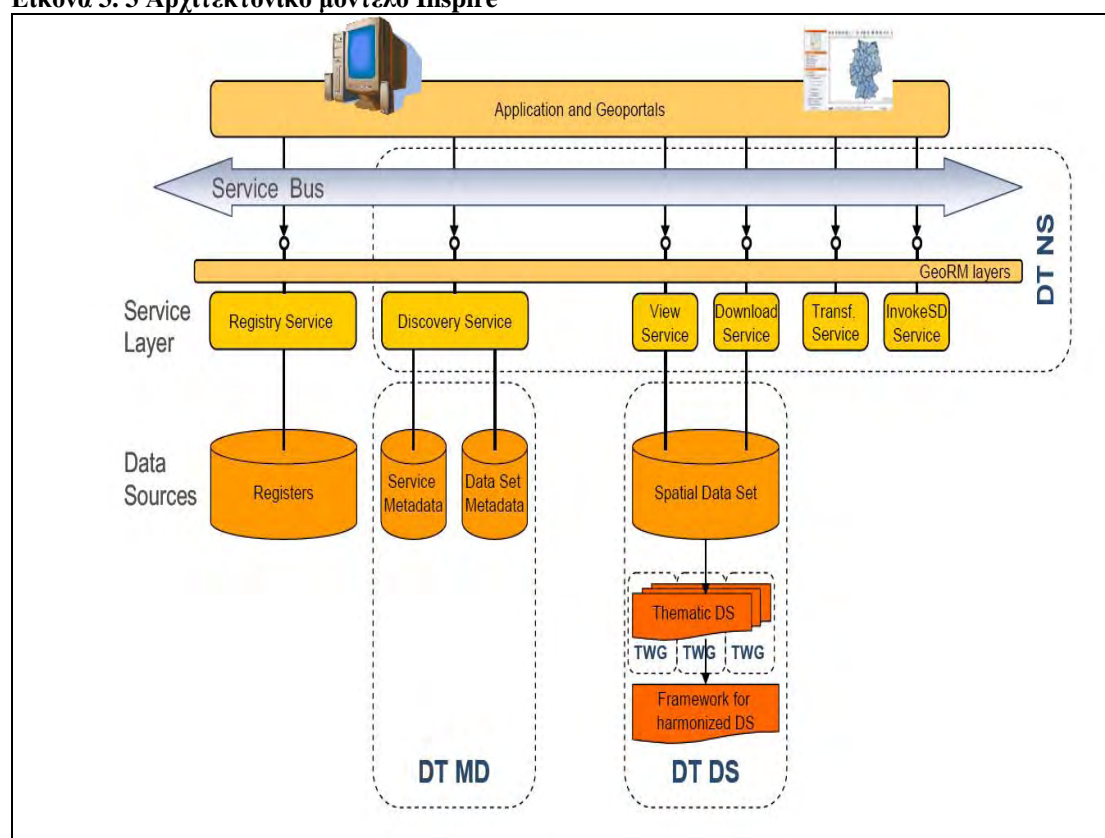 Εικόνα 3. 3 Αρχιτεκτονικό μοντέλο Inspire
Application and Geoportals
Service Bus
DT NS
GeoRM layers
Service
Layer
Registry Service
Discovery Service
View
Service
Download
Service
Transf.
Service
InvokeSD
Service
Data
Sources
Registers
Service
Metadata
Data Set
Metadata
Spatial Data Set
Thematic DS
TWG TWG TWG
Framework for
harmonized DS
DT MD
DT DS